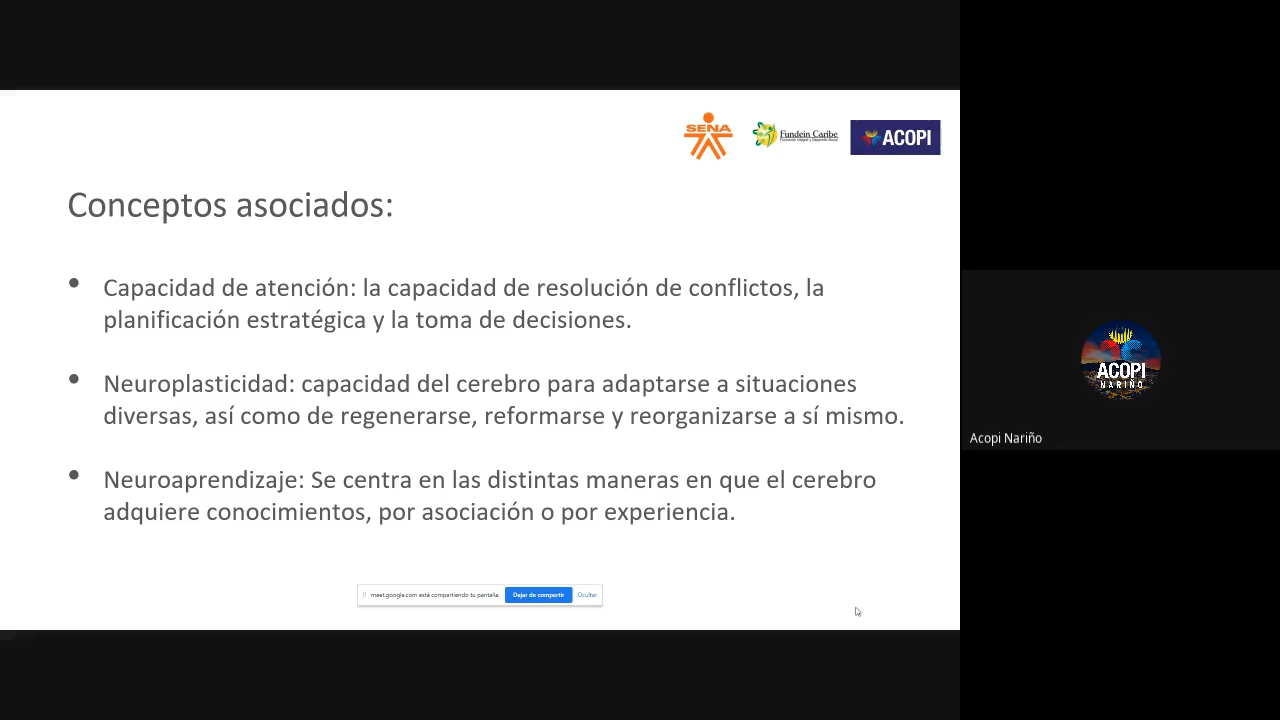 SENA
Fundein Caribe
ACOPI
Conceptos asociados:
• Capacidad de atención: la capacidad de resolución de conflictos, la
planificación estratégica y la toma de decisiones.
• Neuroplasticidad: capacidad del cerebro para adaptarse a situaciones
diversas, así como de regenerarse, reformarse y reorganizarse a sí mismo.
• Neuroaprendizaje: Se centra en las distintas maneras en que el cerebro
adquiere conocimientos, por asociación o por experiencia.
meet.google.com está compartiendo tu pantalla.
Dejar de compartir
Ocultar
ACOPI
NARIÑO
Acopi Nariño